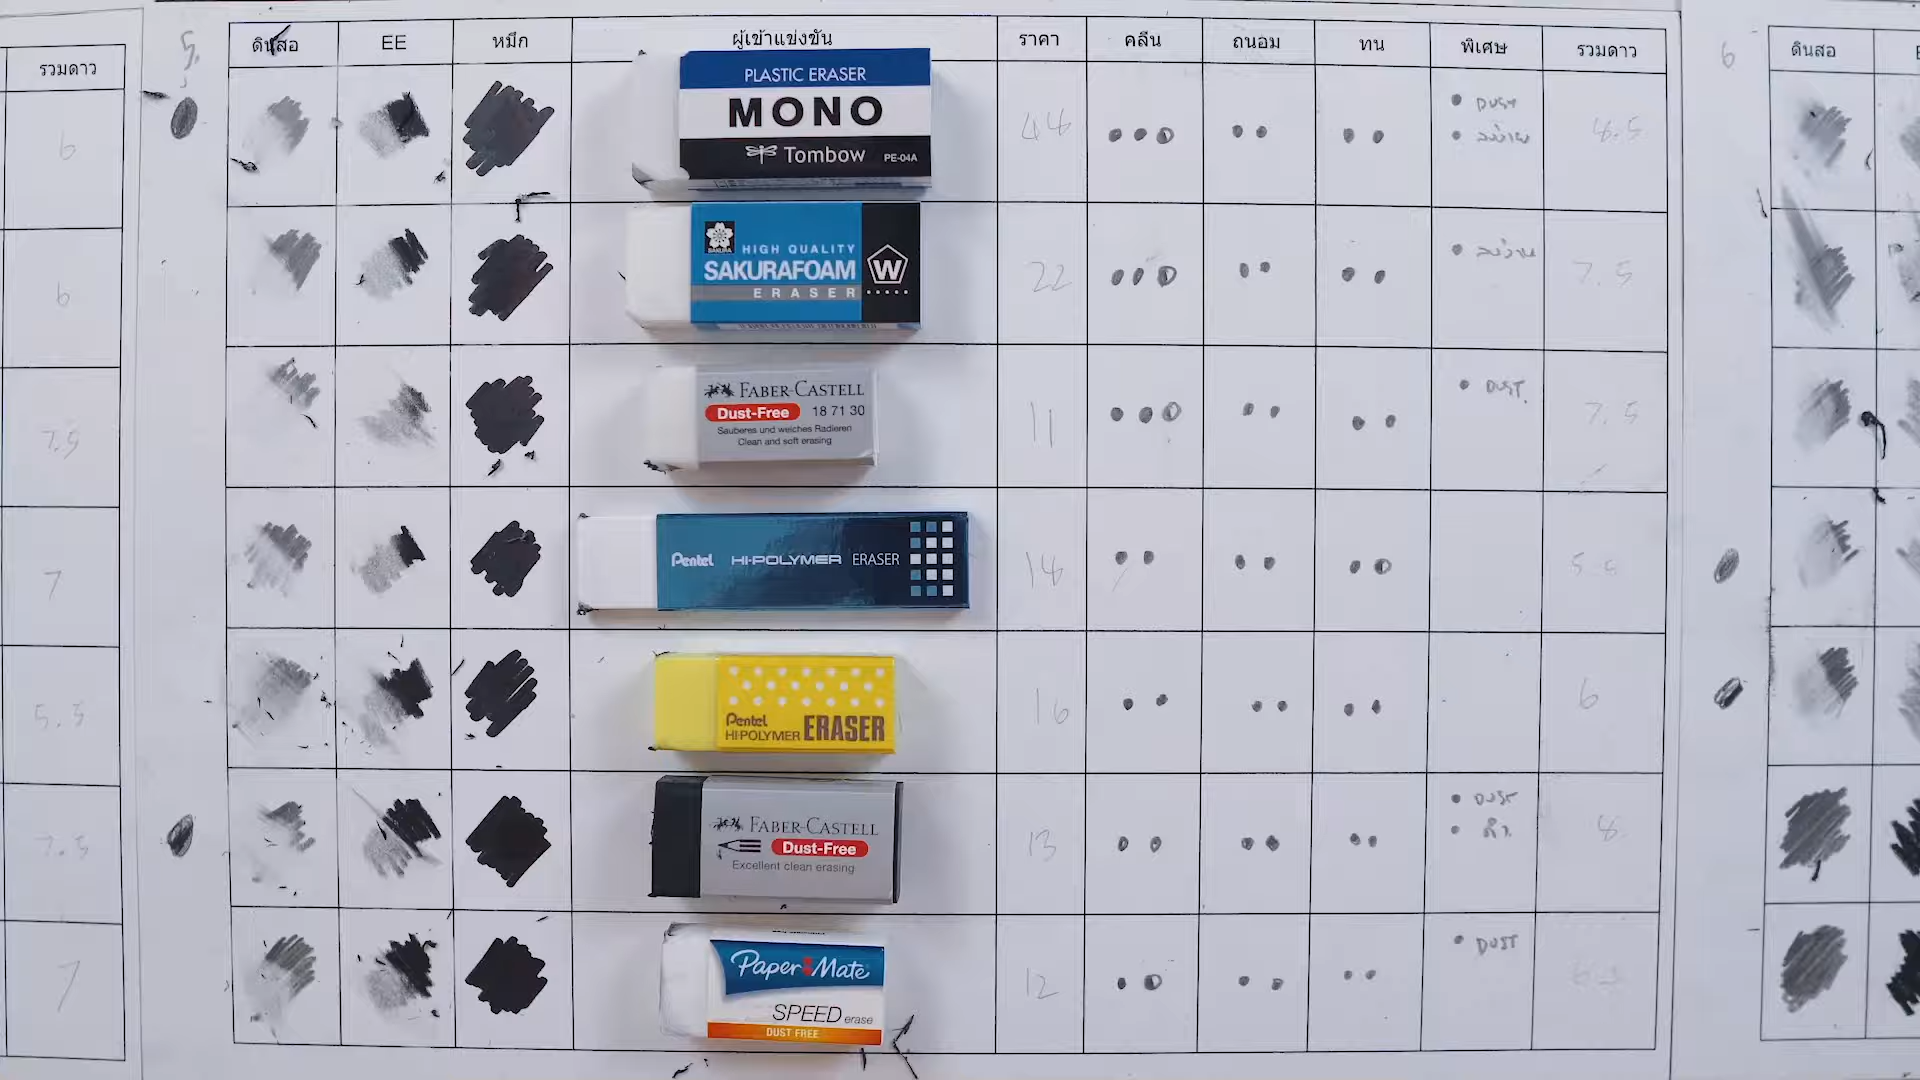 รวมดาว
6
6
7.5
7
5.5
7.5
7
5
ดินสอ EE หมึก ผู้เข้าแข่งขัน ราคา คลีน ถนอม ทน พิเศษ รวมดาว
PLASTIC ERASER
MONO
Tombow PE-04A
44
DUST
8.5
SAKURA
HIGH QUALITY
SAKURAFOAM
ERASER
W
22
7.5
FABER-CASTELL
Dust-Free 18 71 30
Sauberes und weiches Radieren
Clean and soft erasing
11
DUST.
7.5
Pentel HI-POLYMER ERASER
14
5.5
Pentel
HI-POLYMER ERASER
16
6
FABER-CASTELL
Dust-Free
Excellent clean erasing
13
DUST
ดำ
8
Paper Mate
SPEED erase
DUST FREE
12
DUST
6.5
6
ดินสอ